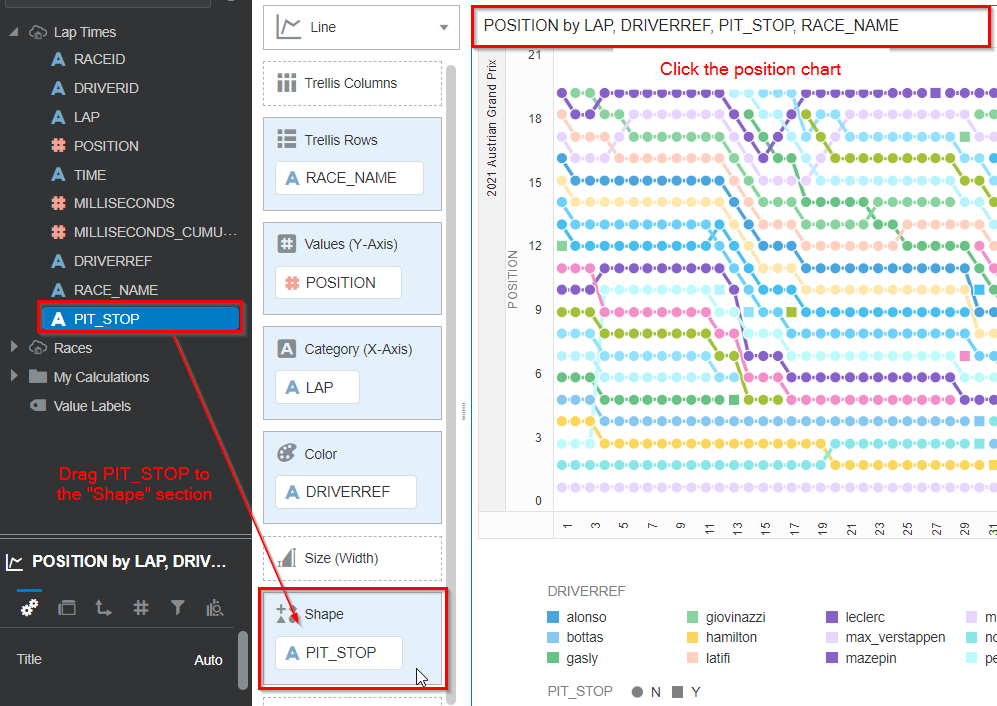 Lap Times
RACEID
DRIVERID
LAP
POSITION
TIME
MILLISECONDS
MILLISECONDS_CUMU...
DRIVERREF
RACE_NAME
PIT_STOP
Races
My Calculations
Value Labels
Drag PIT_STOP to
the "Shape" section
POSITION by LAP, DRIV...
Title
Auto
Line
Trellis Columns
Trellis Rows
RACE_NAME
Values (Y-Axis)
POSITION
Category (X-Axis)
LAP
Color
DRIVERREF
Size (Width)
Shape
PIT_STOP
POSITION by LAP, DRIVERREF, PIT_STOP, RACE_NAME
Click the position chart
2021 Austrian Grand Prix
POSITION
21
18
15
12
9
6
3
0
1 3 5 7 9 11 13 15 17 19 21 23 25 27 29 31
DRIVERREF
alonso giovinazzi leclerc m
bottas hamilton max_verstappen no
gasly latifi mazepin pe
PIT_STOP N Y